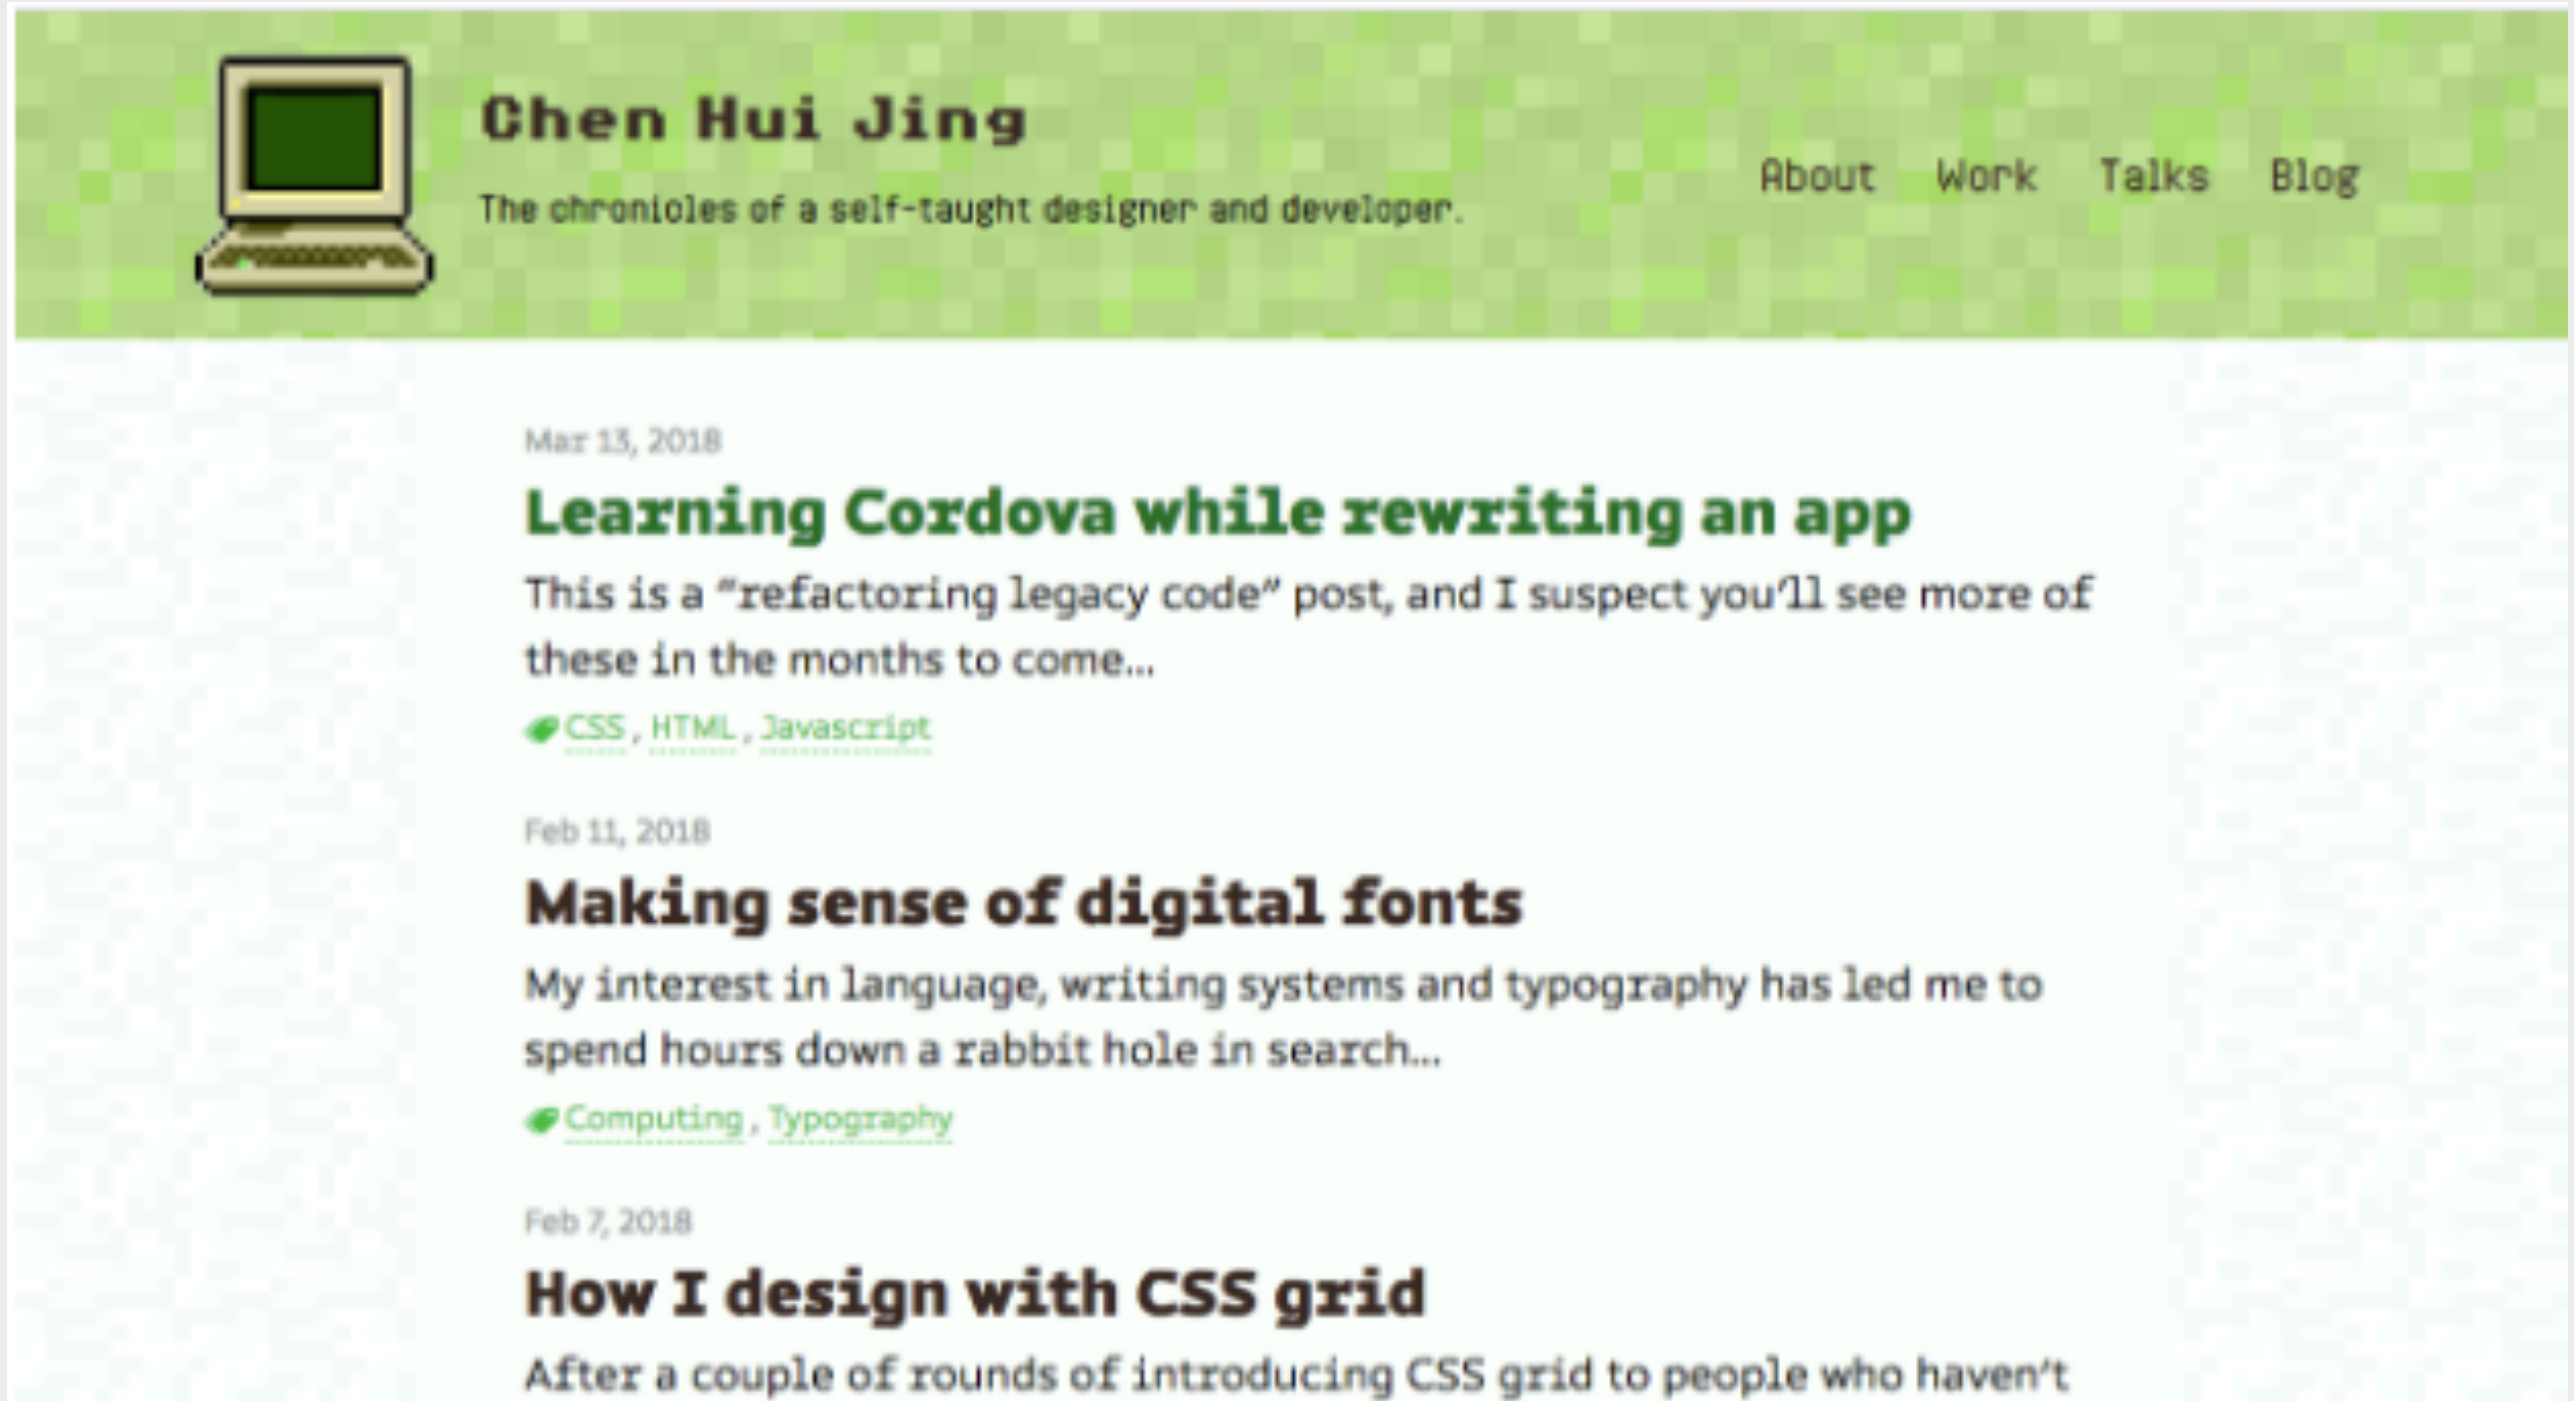 Chen Hui Jing
The chronicles of a self-taught designer and developer.
About Work Talks Blog
Mar 13, 2018
Learning Cordova while rewriting an app
This is a “refactoring legacy code” post, and I suspect you’ll see more of
these in the months to come...
CSS , HTML , Javascript
Feb 11, 2018
Making sense of digital fonts
My interest in language, writing systems and typography has led me to
spend hours down a rabbit hole in search...
Computing , Typography
Feb 7, 2018
How I design with CSS grid
After a couple of rounds of introducing CSS grid to people who haven’t